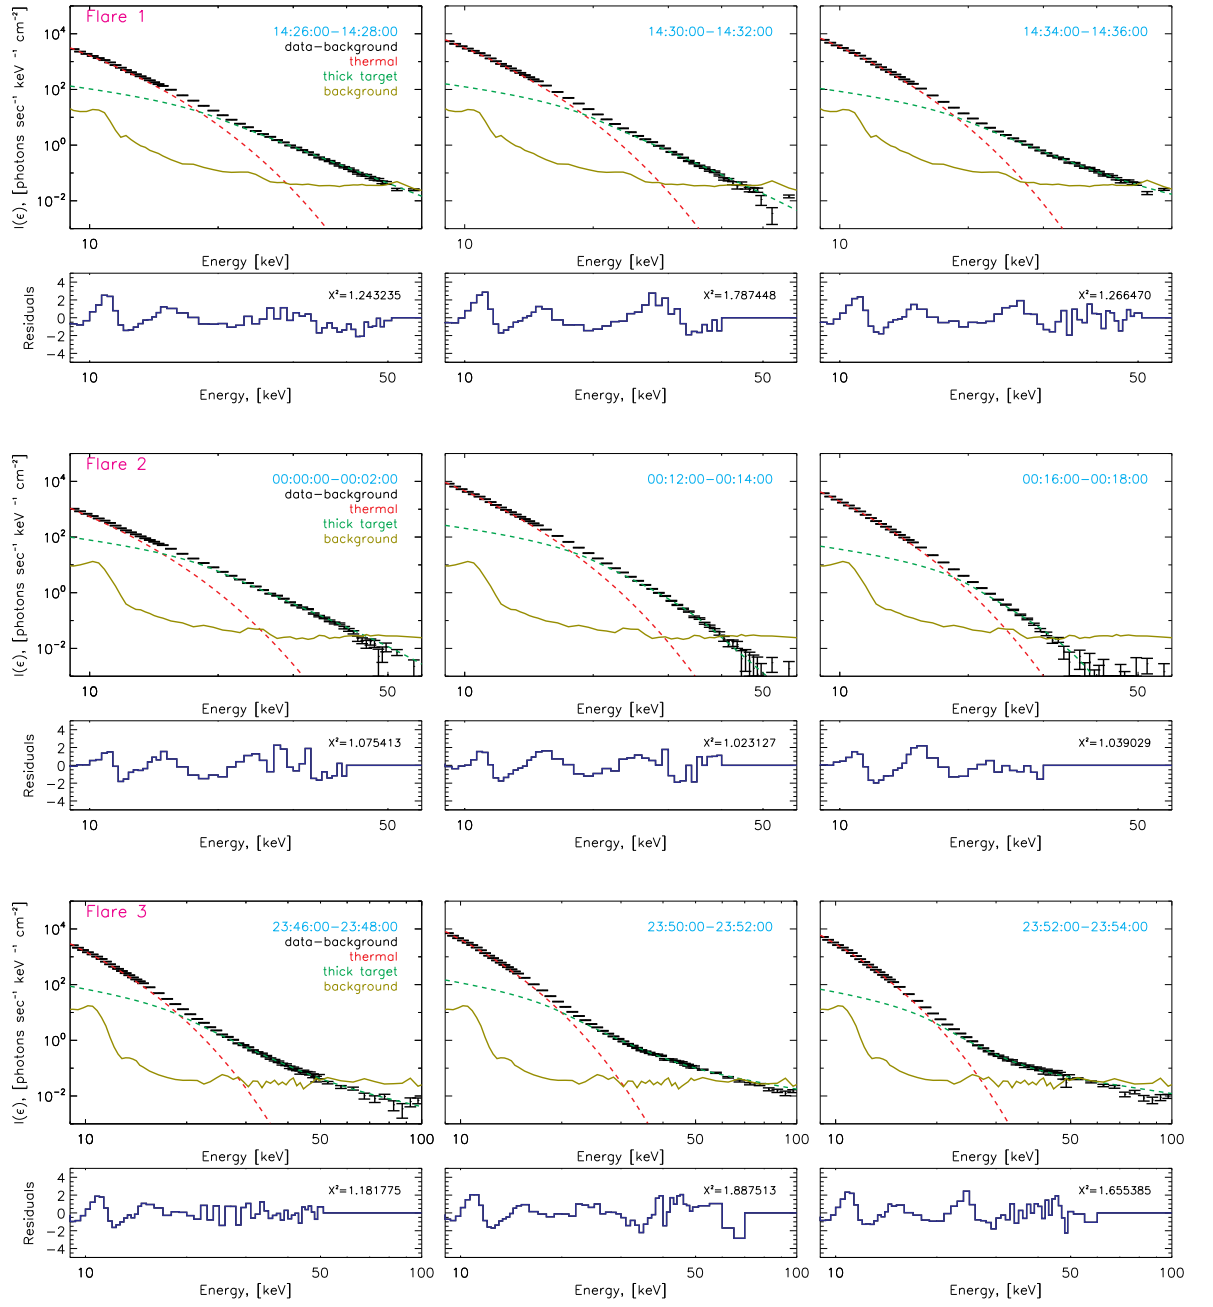 Flare 1
14:26:00−14:28:00
data−background
thermal
thick target
background
14:30:00−14:32:00
14:34:00−14:36:00
I(ϵ), [photons sec⁻¹ keV ⁻¹ cm⁻²]
10⁴
10²
10⁰
10⁻²
10
10
10
Energy [keV]
Energy [keV]
Energy [keV]
Residuals
4
2
0
−2
−4
X²=1.243235
X²=1.787448
X²=1.266470
10
50
10
50
10
50
Energy, [keV]
Energy, [keV]
Energy, [keV]
Flare 2
00:00:00−00:02:00
data−background
thermal
thick target
background
00:12:00−00:14:00
00:16:00−00:18:00
I(ϵ), [photons sec⁻¹ keV ⁻¹ cm⁻²]
10⁴
10²
10⁰
10⁻²
10
50
10
50
10
50
Energy [keV]
Energy [keV]
Energy [keV]
Residuals
4
2
0
−2
−4
X²=1.075413
X²=1.023127
X²=1.039029
10
50
10
50
10
50
Energy, [keV]
Energy, [keV]
Energy, [keV]
Flare 3
23:46:00−23:48:00
data−background
thermal
thick target
background
23:50:00−23:52:00
23:52:00−23:54:00
I(ϵ), [photons sec⁻¹ keV ⁻¹ cm⁻²]
10⁴
10²
10⁰
10⁻²
10
50
100
10
50
100
10
50
100
Energy [keV]
Energy [keV]
Energy [keV]
Residuals
4
2
0
−2
−4
X²=1.181775
X²=1.887513
X²=1.655385
10
50
100
10
50
100
10
50
100
Energy, [keV]
Energy, [keV]
Energy, [keV]